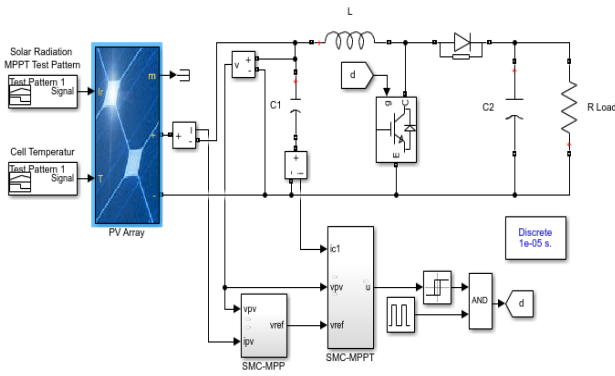 L
Solar Radiation
MPPT Test Pattern
Test Pattern 1
Signal
Ir
m
v
+
-
C1
d
g
C
E
C2
R Load
Cell Temperatur
Test Pattern 1
Signal
T
+
-
i
+
-
i
+
-
PV Array
Discrete
1e-05 s.
ic1
vpv
vref
u
AND
d
vpv
ipv
vref
SMC-MPP
SMC-MPPT